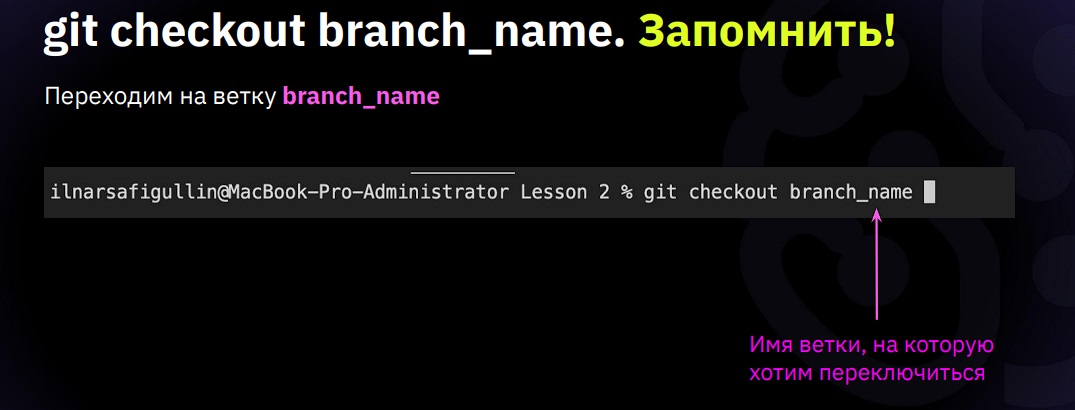 git checkout branch_name. Запомнить!
Переходим на ветку branch_name
ilnarsafigullin@MacBook-Pro-Administrator Lesson 2 % git checkout branch_name
Имя ветки, на которую
хотим переключиться